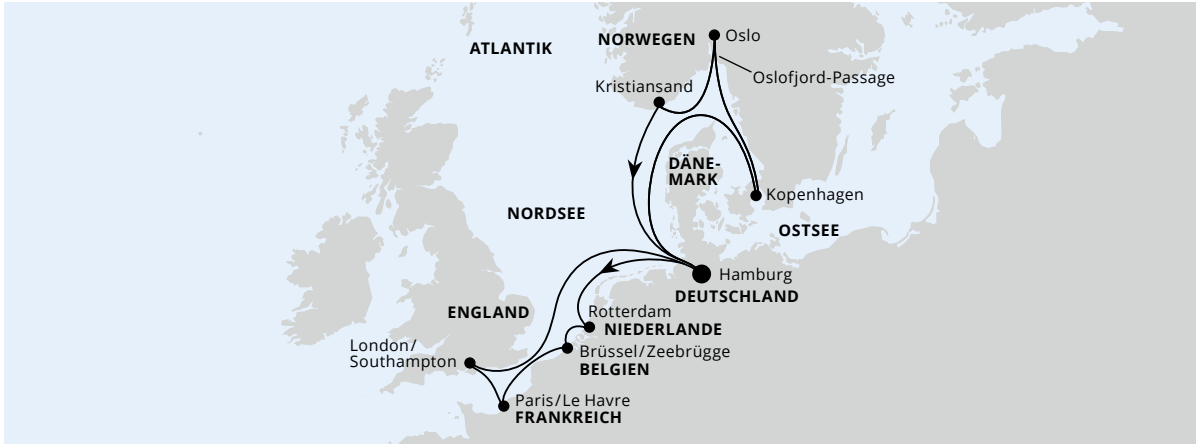 ATLANTIK
NORWEGEN
Oslo
Oslofjord-Passage
Kristiansand
DÄNE-
MARK
Kopenhagen
NORDSEE
OSTSEE
Hamburg
DEUTSCHLAND
ENGLAND
Rotterdam
NIEDERLANDE
London/
Southampton
Brüssel/Zeebrügge
BELGIEN
Paris/Le Havre
FRANKREICH